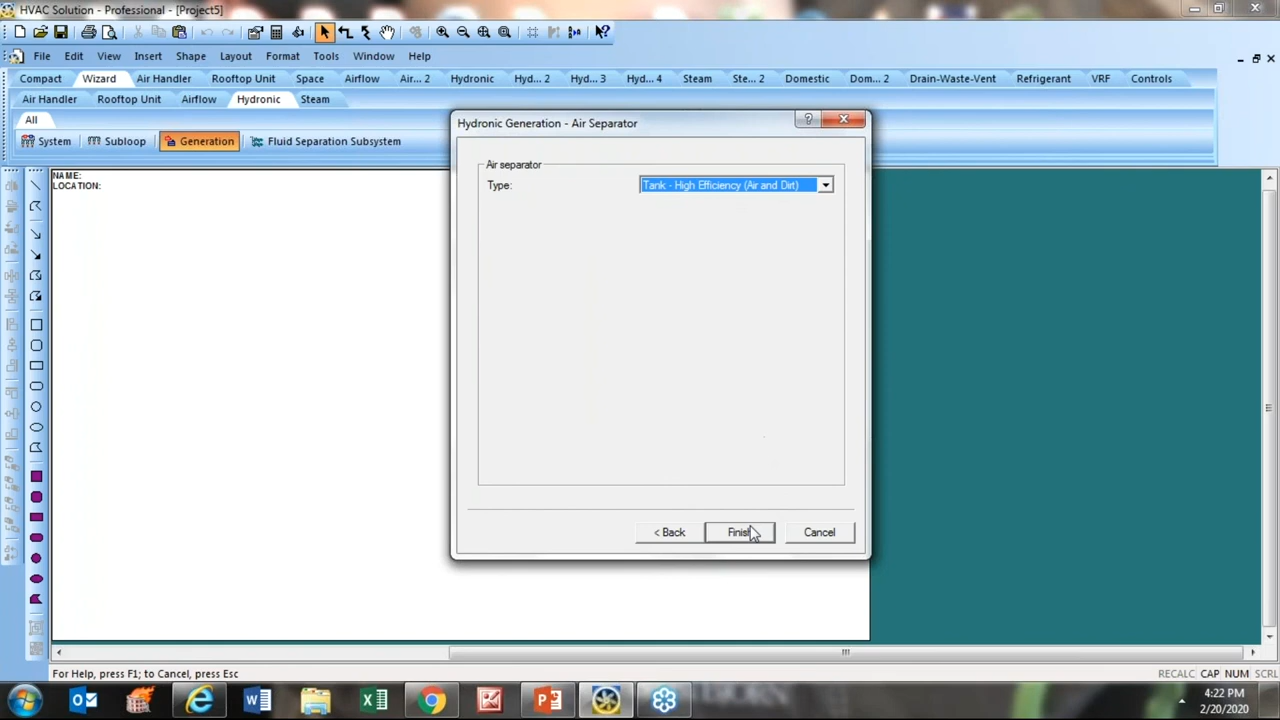 HVAC Solution - Professional - [Project5]
File Edit View Insert Shape Layout Format Tools Window Help
Compact Wizard Air Handler Rooftop Unit Space Airflow Air... 2 Hydronic Hyd... 2 Hyd... 3 Hyd... 4 Steam Ste... 2 Domestic Dom... 2 Drain-Waste-Vent Refrigerant VRF Controls
Air Handler Rooftop Unit Airflow Hydronic Steam
All
System Subloop Generation Fluid Separation Subsystem
NAME:
LOCATION:
Hydronic Generation - Air Separator
Air separator
Type: Tank - High Efficiency (Air and Dirt)
< Back Finish Cancel
For Help, press F1; to Cancel, press Esc
RECALC CAP NUM SCRL
4:22 PM
2/20/2020